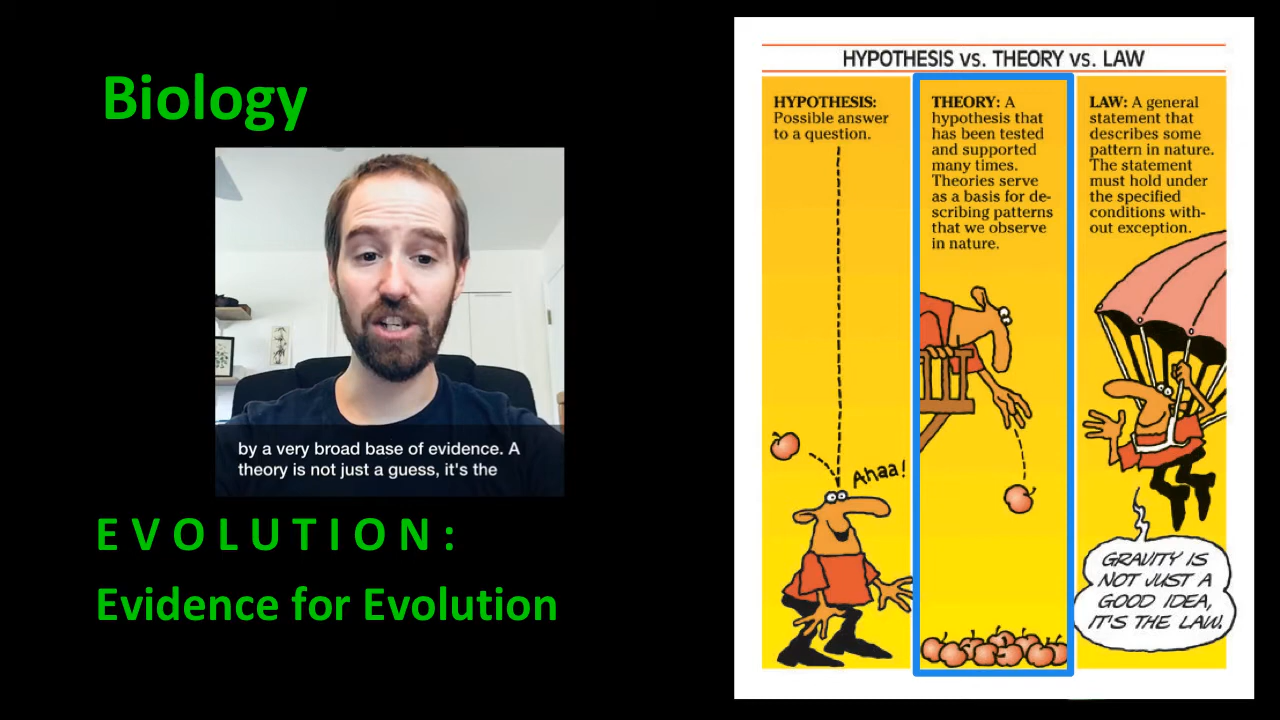 Biology
by a very broad base of evidence. A
theory is not just a guess, it's the
EVOLUTION:
Evidence for Evolution
HYPOTHESIS vs. THEORY vs. LAW
HYPOTHESIS:
Possible answer
to a question.
Ahaa!
THEORY: A
hypothesis that
has been tested
and supported
many times.
Theories serve
as a basis for de-
scribing patterns
that we observe
in nature.
LAW: A general
statement that
describes some
pattern in nature.
The statement
must hold under
the specified
conditions with-
out exception.
GRAVITY IS
NOT JUST A
GOOD IDEA,
IT'S THE LAW.